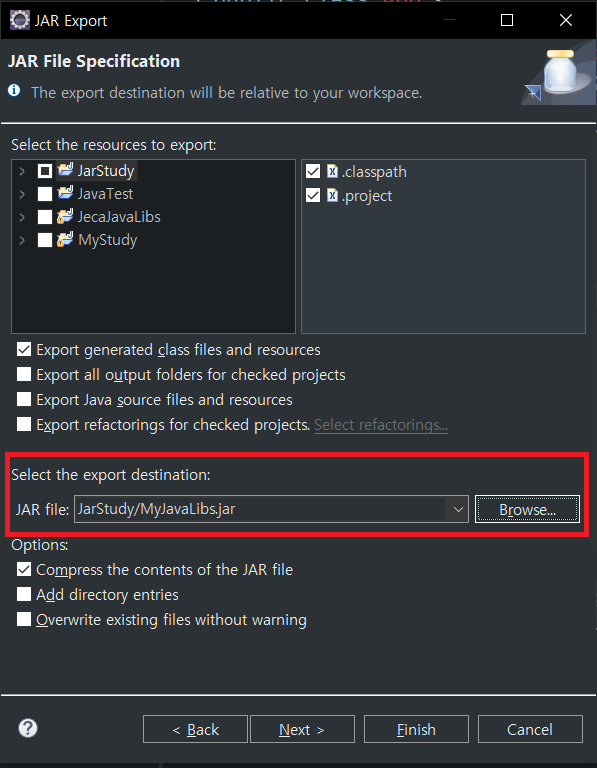 JAR Export
JAR File Specification
The export destination will be relative to your workspace.
Select the resources to export:
JarStudy
JavaTest
JecaJavaLibs
MyStudy
.classpath
.project
Export generated class files and resources
Export all output folders for checked projects
Export Java source files and resources
Export refactorings for checked projects. Select refactorings...
Select the export destination:
JAR file: JarStudy/MyJavaLibs.jar Browse...
Options:
Compress the contents of the JAR file
Add directory entries
Overwrite existing files without warning
< Back Next > Finish Cancel